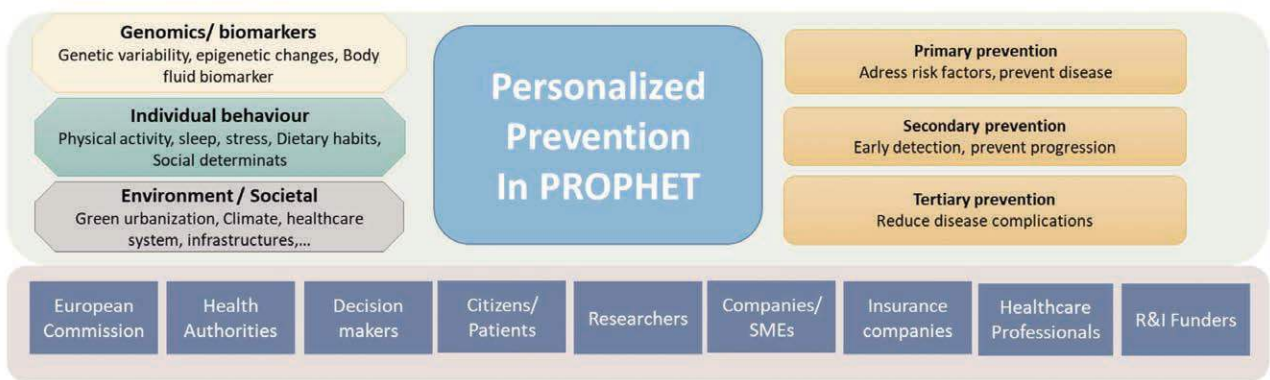 Genomics/ biomarkers
Genetic variability, epigenetic changes, Body
fluid biomarker
Individual behaviour
Physical activity, sleep, stress, Dietary habits,
Social determinats
Environment / Societal
Green urbanization, Climate, healthcare
system, infrastructures,...
Personalized
Prevention
In PROPHET
Primary prevention
Adress risk factors, prevent disease
Secondary prevention
Early detection, prevent progression
Tertiary prevention
Reduce disease complications
European
Commission
Health
Authorities
Decision
makers
Citizens/
Patients
Researchers
Companies/
SMEs
Insurance
companies
Healthcare
Professionals
R&I Funders